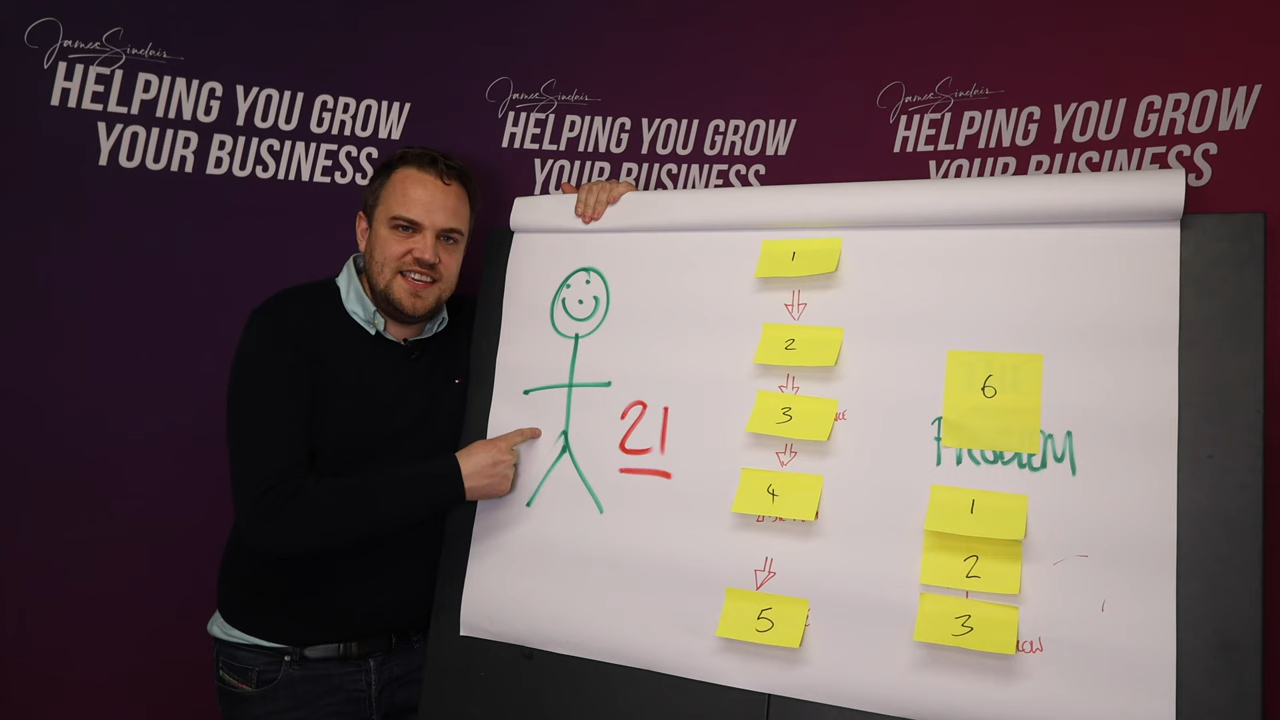 James Sinclair
HELPING YOU GROW
YOUR BUSINESS
James Sinclair
HELPING YOU GROW
YOUR BUSINESS
James Sinclair
HELPING YOU GROW
YOUR BUSINESS
21
1
2
3
4
5
6
PROBLEM
1
2
3